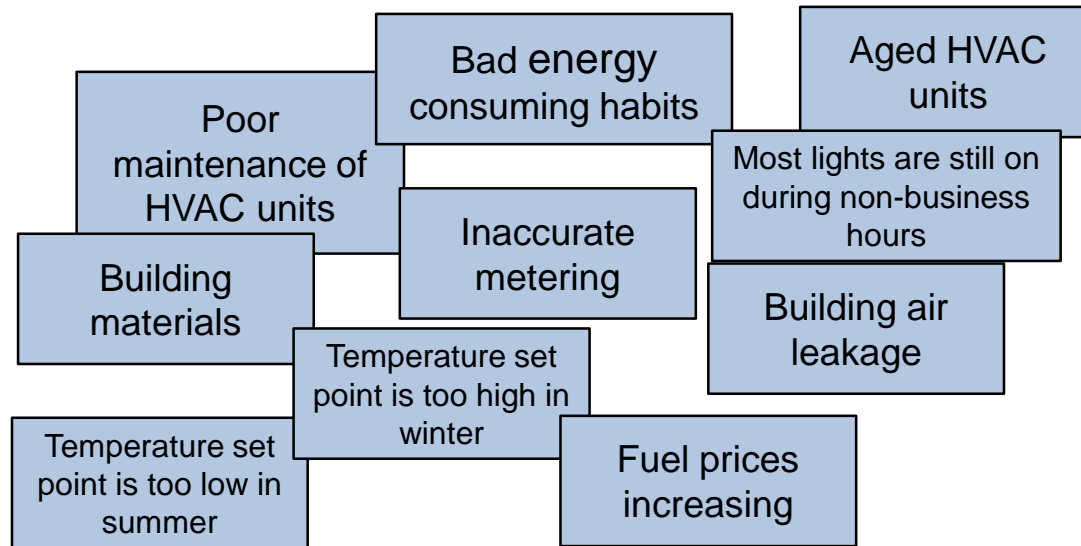 Bad energy
consuming habits
Aged HVAC
units
Poor
maintenance of
HVAC units
Most lights are still on
during non-business
hours
Inaccurate
metering
Building
materials
Building air
leakage
Temperature set
point is too high in
winter
Temperature set
point is too low in
summer
Fuel prices
increasing